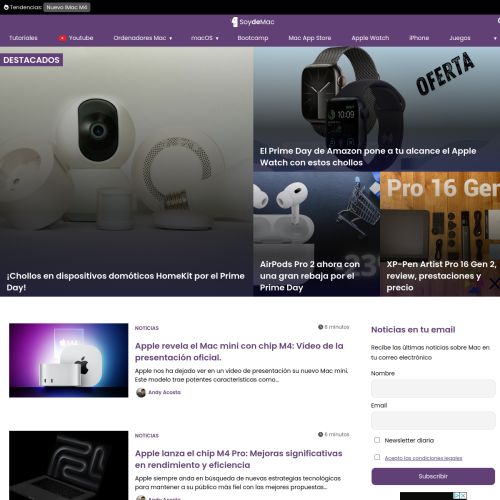 Tendencias: Nuevo iMac M4
SoydeMac
Tutoriales Youtube Ordenadores Mac macOS Bootcamp Mac App Store Apple Watch iPhone Juegos
DESTACADOS
OFERTA
El Prime Day de Amazon pone a tu alcance el Apple
Watch con estos chollos
¡Chollos en dispositivos domóticos HomeKit por el Prime
Day!
AirPods Pro 2 ahora con
una gran rebaja por el
Prime Day
Pro 16 Gen
XP-Pen Artist Pro 16 Gen 2,
review, prestaciones y
precio
NOTICIAS
8 minutos
Apple revela el Mac mini con chip M4: Vídeo de la
presentación oficial.
Apple nos ha dejado ver en un video de presentación su nuevo Mac mini.
Este modelo trae potentes características como…
Andy Acosta
NOTICIAS
6 minutos
Apple lanza el chip M4 Pro: Mejoras significativas
en rendimiento y eficiencia
Apple siempre anda en búsqueda de nuevas estrategias tecnológicas
para mantener a su público más fiel con las mejores propuestas…
Andy Acosta
Noticias en tu email
Recibe las últimas noticias sobre Mac en
tu correo electrónico
Nombre
Email
Newsletter diaria
Acepto las condiciones legales
Subscribir